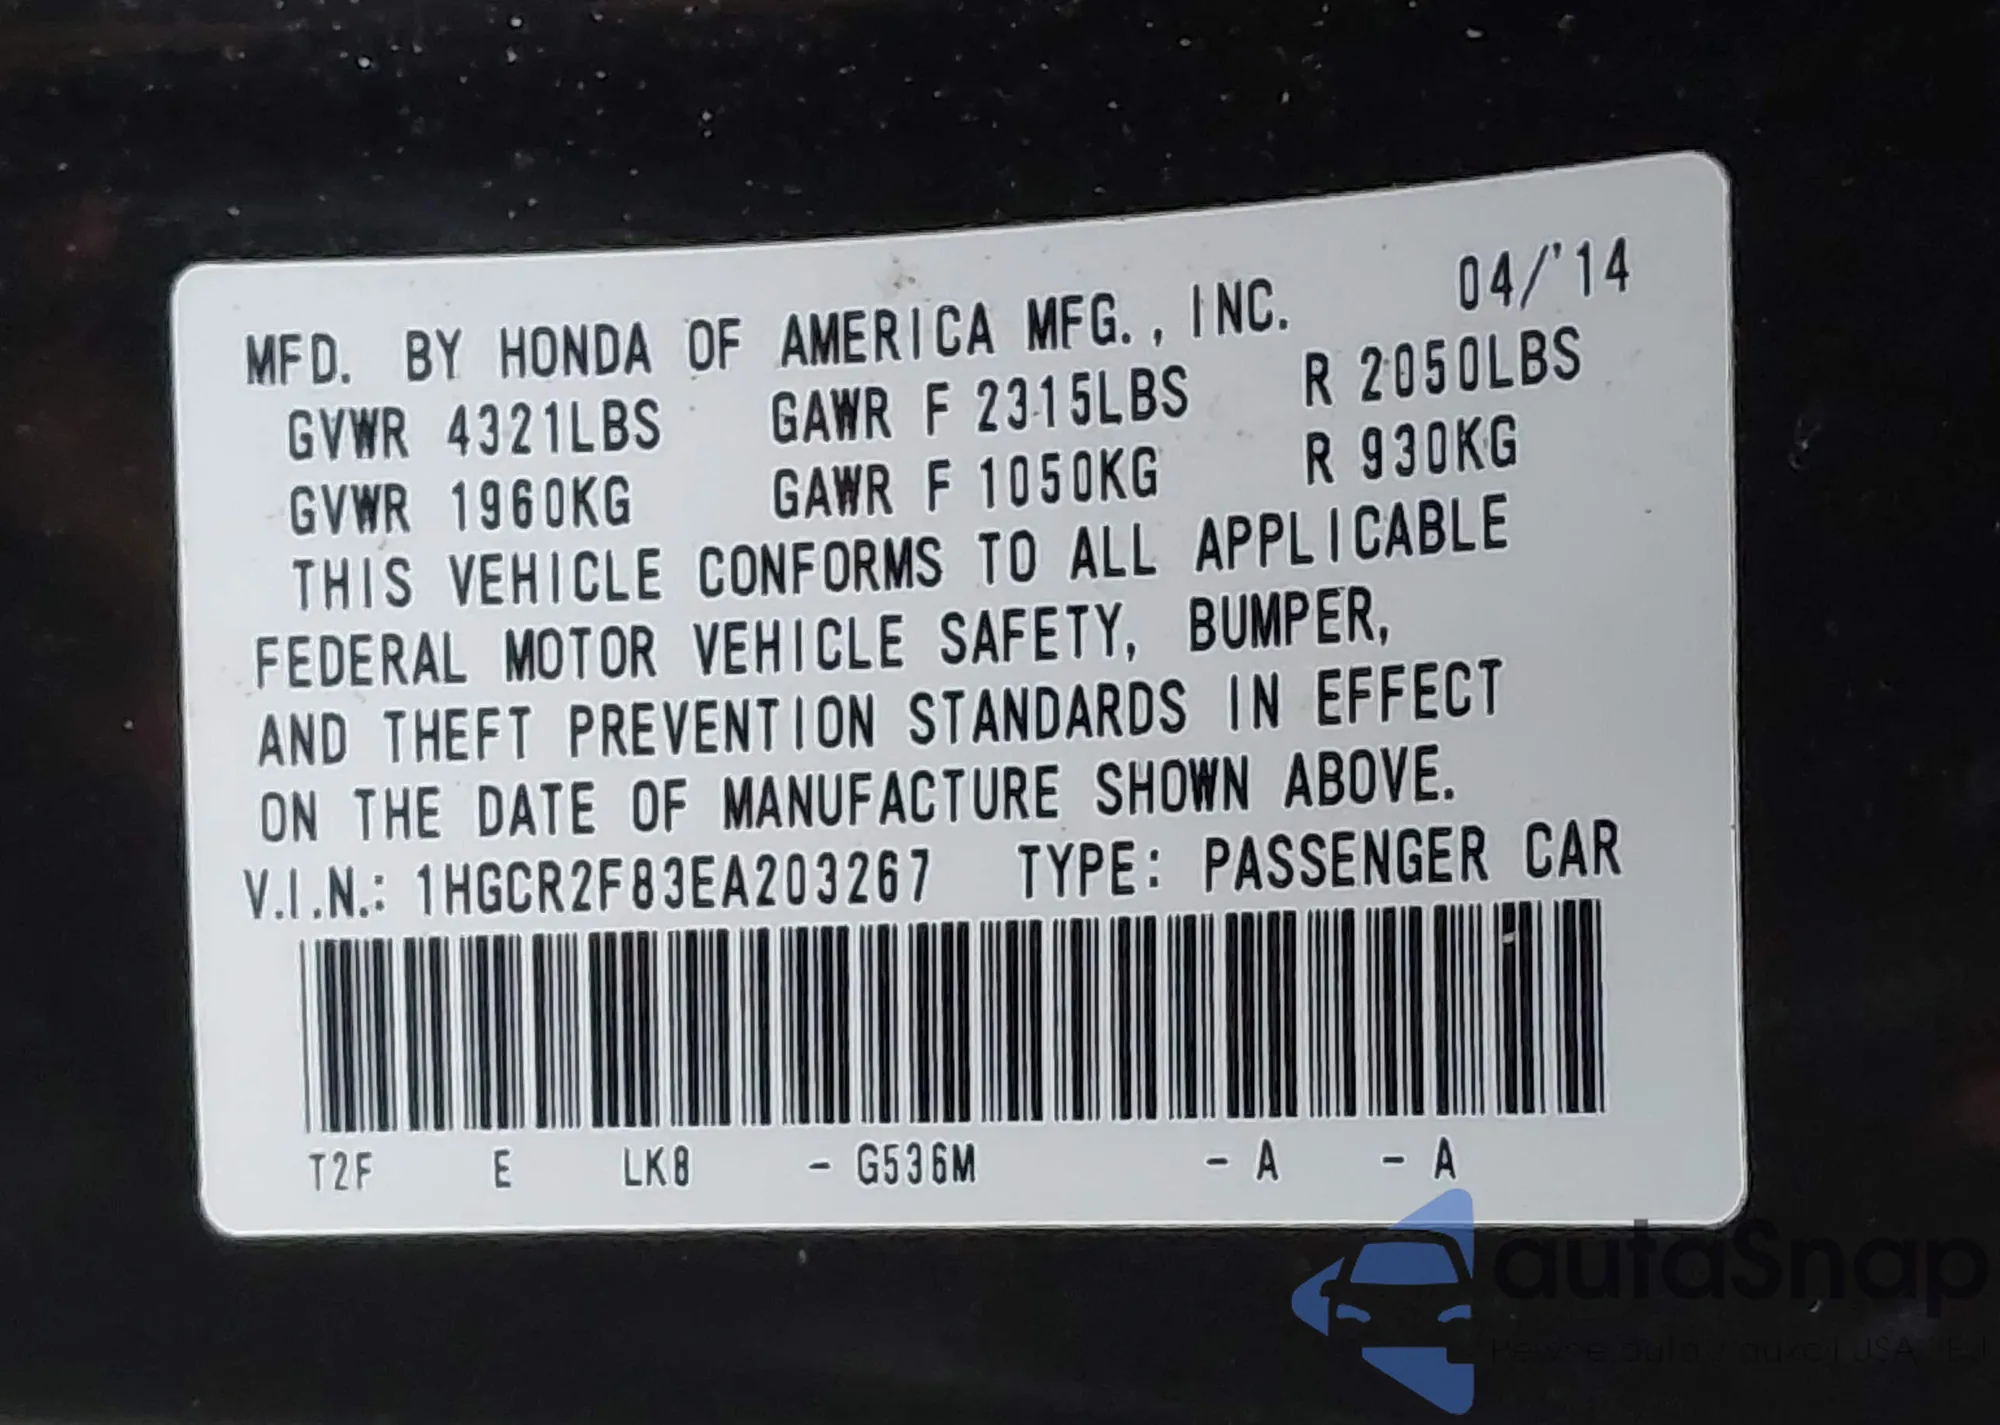 MFD. BY HONDA OF AMERICA MFG., INC. 04/'14
GVWR 4321LBS GAWR F 2315LBS R 2050LBS
GVWR 1960KG GAWR F 1050KG R 930KG
THIS VEHICLE CONFORMS TO ALL APPLICABLE
FEDERAL MOTOR VEHICLE SAFETY, BUMPER,
AND THEFT PREVENTION STANDARDS IN EFFECT
ON THE DATE OF MANUFACTURE SHOWN ABOVE.
V.I.N.: 1HGCR2F83EA203267 TYPE: PASSENGER CAR
T2F E LK8 - G536M - A - A
autaSnap